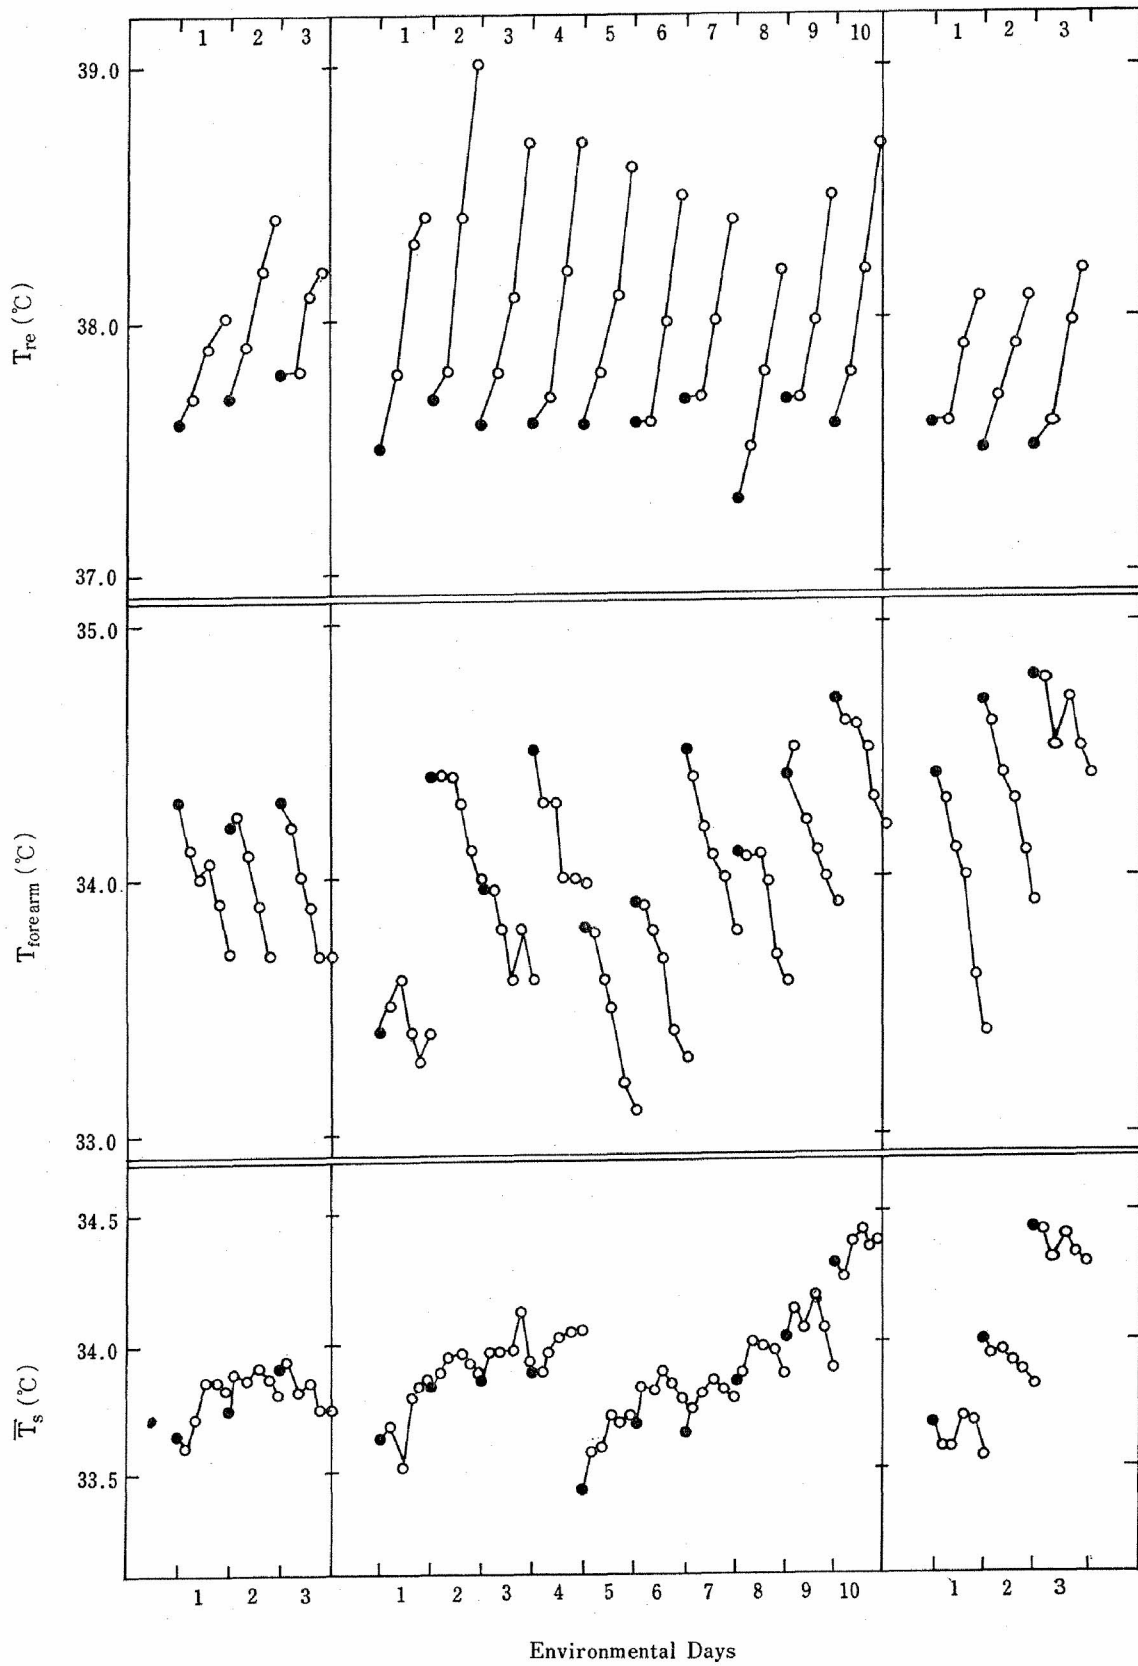 1 2 3 1 2 3 4 5 6 7 8 9 10 1 2 3
39.0
38.0
37.0
T_re (℃)
35.0
34.0
33.0
T_forearm (℃)
34.5
34.0
33.5
T̿_s (℃)
1 2 3 1 2 3 4 5 6 7 8 9 10 1 2 3
Environmental Days